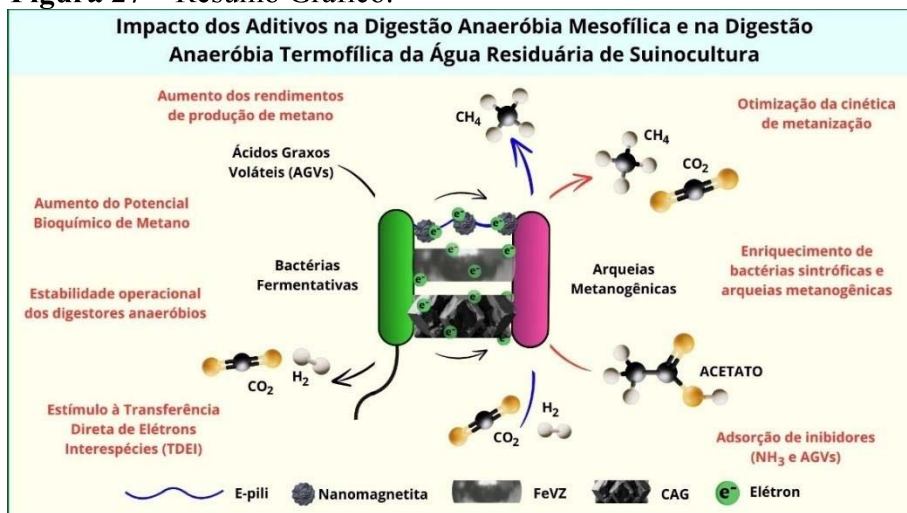 Figura 27 – Resumo Gráfico.
Impacto dos Aditivos na Digestão Anaeróbia Mesofílica e na Digestão
Anaeróbia Termofílica da Água Residuária de Suinocultura
Aumento dos rendimentos
de produção de metano
CH4
Otimização da cinética
de metanização
Ácidos Graxos
Voláteis (AGVs)
CH4
CO2
Aumento do Potencial
Bioquímico de Metano
e-
e-
e-
e-
e-
e-
Bactérias
Fermentativas
Arqueias
Metanogênicas
Enriquecimento de
bactérias sintróficas e
arqueias metanogênicas
Estabilidade operacional
dos digestores anaeróbios
e-
e-
CO2
H2
ACETATO
Estímulo à Transferência
Direta de Elétrons
Interespécies (TDEI)
CO2
H2
Adsorção de inibidores
(NH3 e AGVs)
E-pili
Nanomagnetita
FeVZ
CAG
e-
Elétron